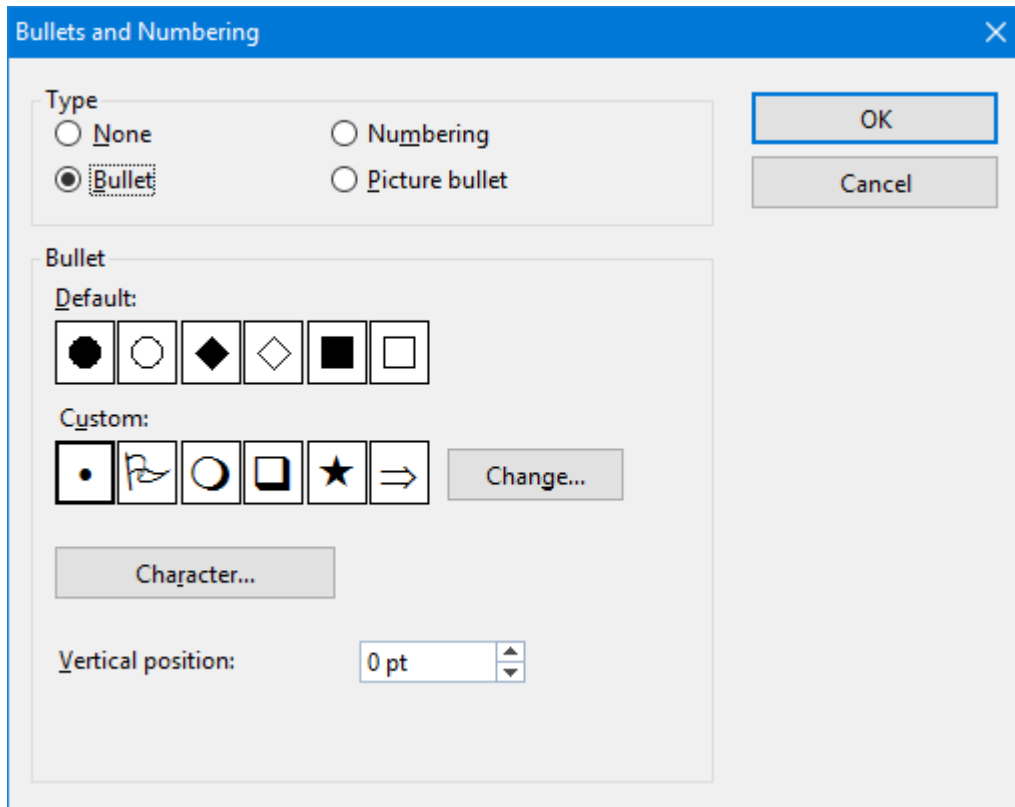 Bullets and Numbering
Type
None
Numbering
Bullet
Picture bullet
OK
Cancel
Bullet
Default:
Custom:
Change...
Character...
Vertical position:
0 pt